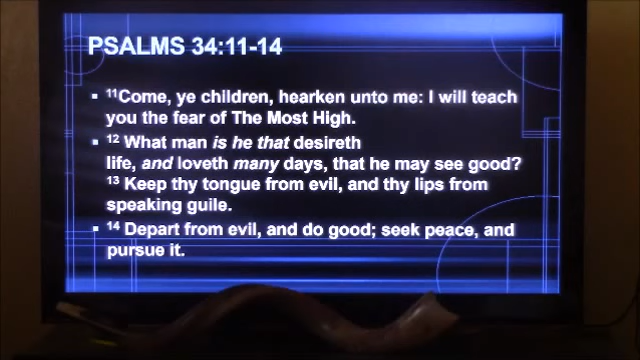 PSALMS 34:11-14
▪ ¹¹Come, ye children, hearken unto me: I will teach
you the fear of The Most High.
▪ ¹² What man is he that desireth
life, and loveth many days, that he may see good?
¹³ Keep thy tongue from evil, and thy lips from
speaking guile.
▪ ¹⁴ Depart from evil, and do good; seek peace, and
pursue it.